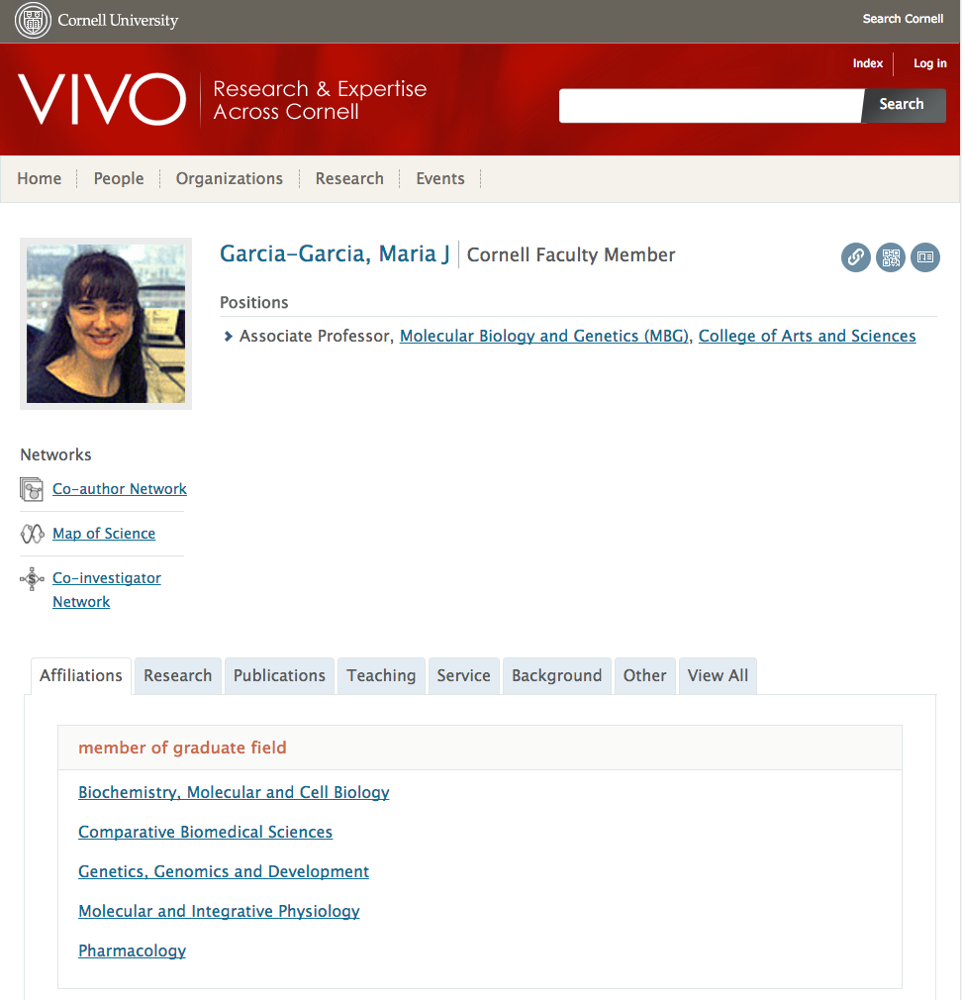 Cornell University
Search Cornell
Index
Log in
VIVO
Research & Expertise
Across Cornell
Search
Home
People
Organizations
Research
Events
Garcia-Garcia, Maria J
Cornell Faculty Member
Positions
Associate Professor, Molecular Biology and Genetics (MBG), College of Arts and Sciences
Networks
Co-author Network
Map of Science
Co-investigator
Network
Affiliations
Research
Publications
Teaching
Service
Background
Other
View All
member of graduate field
Biochemistry, Molecular and Cell Biology
Comparative Biomedical Sciences
Genetics, Genomics and Development
Molecular and Integrative Physiology
Pharmacology